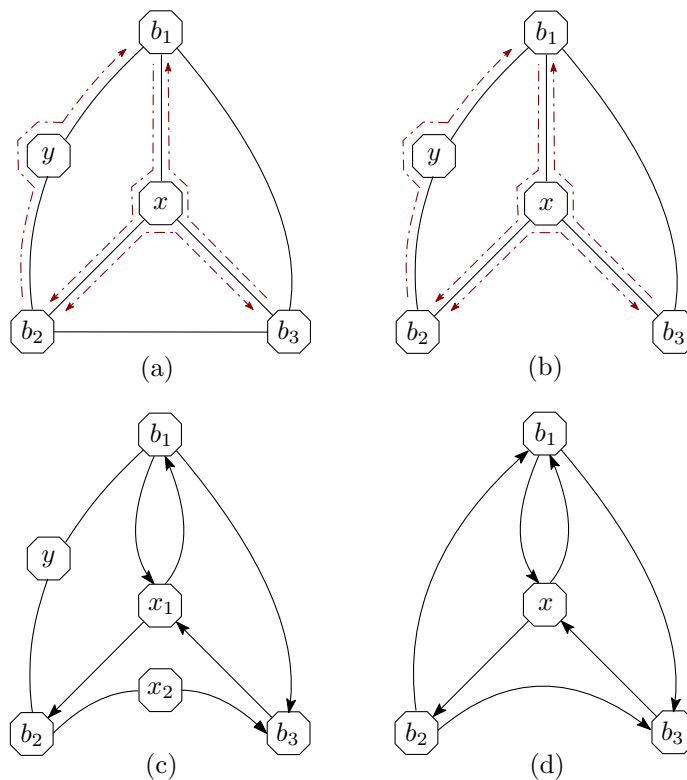 b₁ b₁
y y
x x
b₂ b₃ b₂ b₃
(a) (b)
b₁ b₁
y
x₁ x
x₂
b₂ b₃ b₂ b₃
(c) (d)